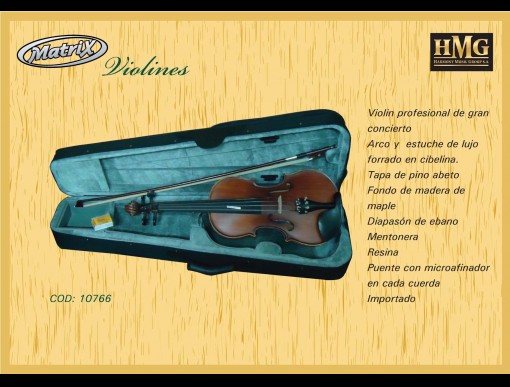 MatriX
Violines
HMG
HARMONY MUSIC GROUP S.A.
Violin profesional de gran
concierto
Arco y estuche de lujo
forrado en cibelina.
Tapa de pino abeto
Fondo de madera de
maple
Diapasón de ebano
Mentonera
Resina
Puente con microafinador
en cada cuerda
Importado
COD: 10766